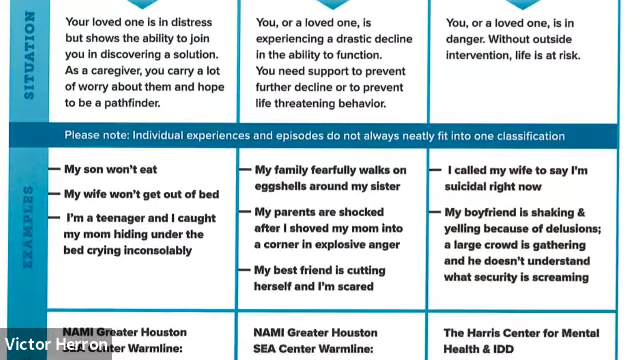 SITUATION
Your loved one is in distress
but shows the ability to join
you in discovering a solution.
As a caregiver, you carry a lot
of worry about them and hope
to be a pathfinder.
You, or a loved one, is
experiencing a drastic decline
in the ability to function.
You need support to prevent
further decline or to prevent
life threatening behavior.
You, or a loved one, is in
danger. Without outside
intervention, life is at risk.
Please note: Individual experiences and episodes do not always neatly fit into one classification
EXAMPLES
— My son won't eat
— My wife won't get out of bed
— I'm a teenager and I caught
my mom hiding under the
bed crying inconsolably
— My family fearfully walks on
eggshells around my sister
— My parents are shocked
after I shoved my mom into
a corner in explosive anger
— My best friend is cutting
herself and I'm scared
— I called my wife to say I'm
suicidal right now
— My boyfriend is shaking &
yelling because of delusions;
a large crowd is gathering
and he doesn't understand
what security is screaming
NAMI Greater Houston
SEA Center Warmline:
NAMI Greater Houston
SEA Center Warmline:
The Harris Center for Mental
Health & IDD
Victor Herron